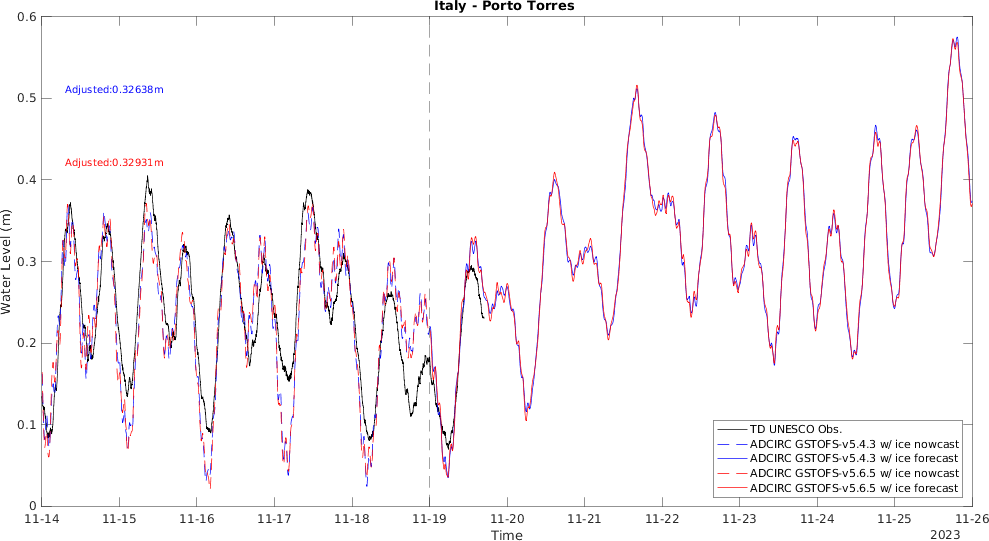 Italy - Porto Torres
0.6
0.5
0.4
0.3
0.2
0.1
0
Water Level (m)
Adjusted:0.32638m
Adjusted:0.32931m
TD UNESCO Obs.
ADCIRC GSTOFS-v5.4.3 w/ ice nowcast
ADCIRC GSTOFS-v5.4.3 w/ ice forecast
ADCIRC GSTOFS-v5.6.5 w/ ice nowcast
ADCIRC GSTOFS-v5.6.5 w/ ice forecast
11-14 11-15 11-16 11-17 11-18 11-19 11-20 11-21 11-22 11-23 11-24 11-25 11-26
Time
2023